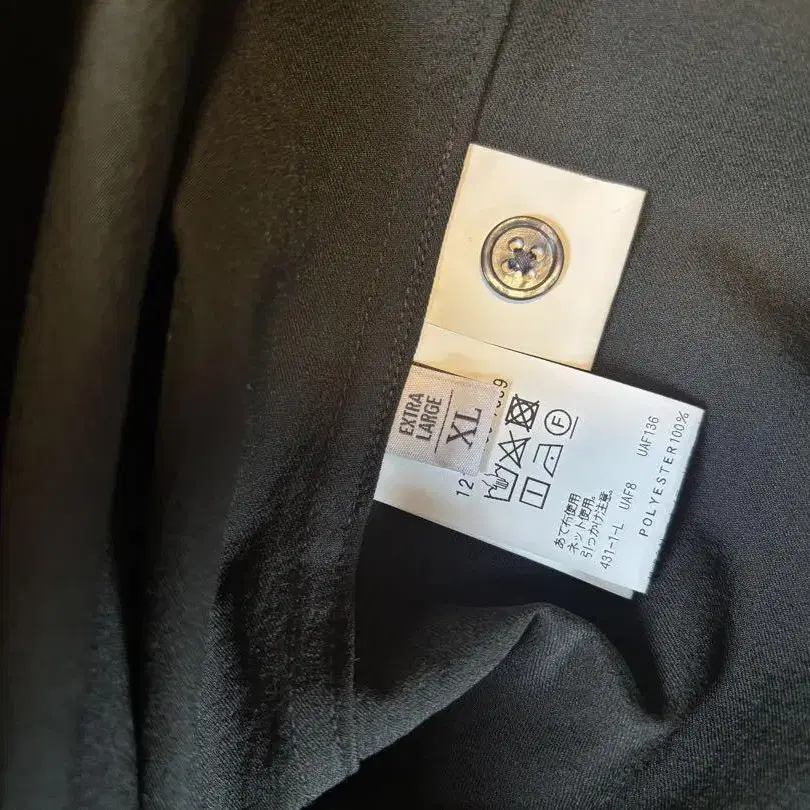 EXTRA
LARGE
XL
あて布使用
ネット使用。
引っかけ注意。
431-1-L UAF8 UAF136
POLYESTER100%